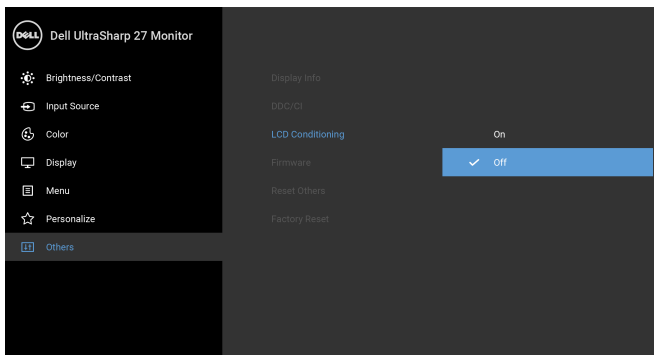 DELL Dell UltraSharp 27 Monitor
Brightness/Contrast
Input Source
Color
Display
Menu
Personalize
Others
Display Info
DDC/CI
LCD Conditioning
Firmware
Reset Others
Factory Reset
On
Off